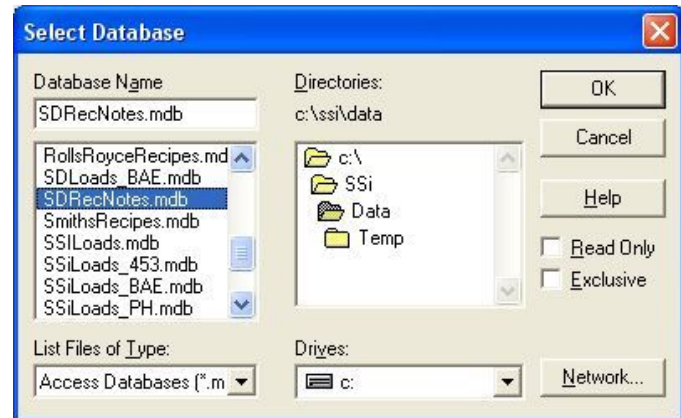 Select Database
Database Name
SDRecNotes.mdb
RollsRoyceRecipes.md
SDLoads_BAE.mdb
SDRecNotes.mdb
SmithsRecipes.mdb
SSILoads.mdb
SSiLoads_453.mdb
SSiLoads_BAE.mdb
SSiLoads_PH.mdb
List Files of Type:
Access Databases (*.m
Directories:
c:\ssi\data
c:\
SSi
Data
Temp
Drives:
c:
OK
Cancel
Help
Read Only
Exclusive
Network...